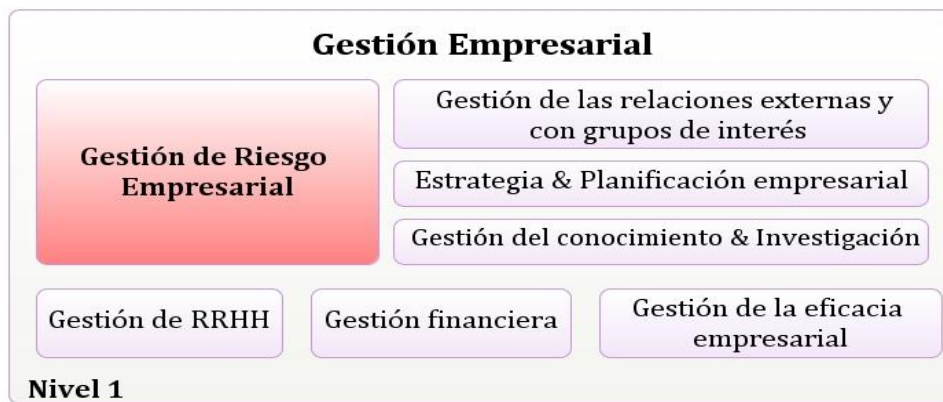 Gestión Empresarial
Gestión de Riesgo
Empresarial
Gestión de las relaciones externas y
con grupos de interés
Estrategia & Planificación empresarial
Gestión del conocimiento & Investigación
Gestión de RRHH
Gestión financiera
Gestión de la eficacia
empresarial
Nivel 1